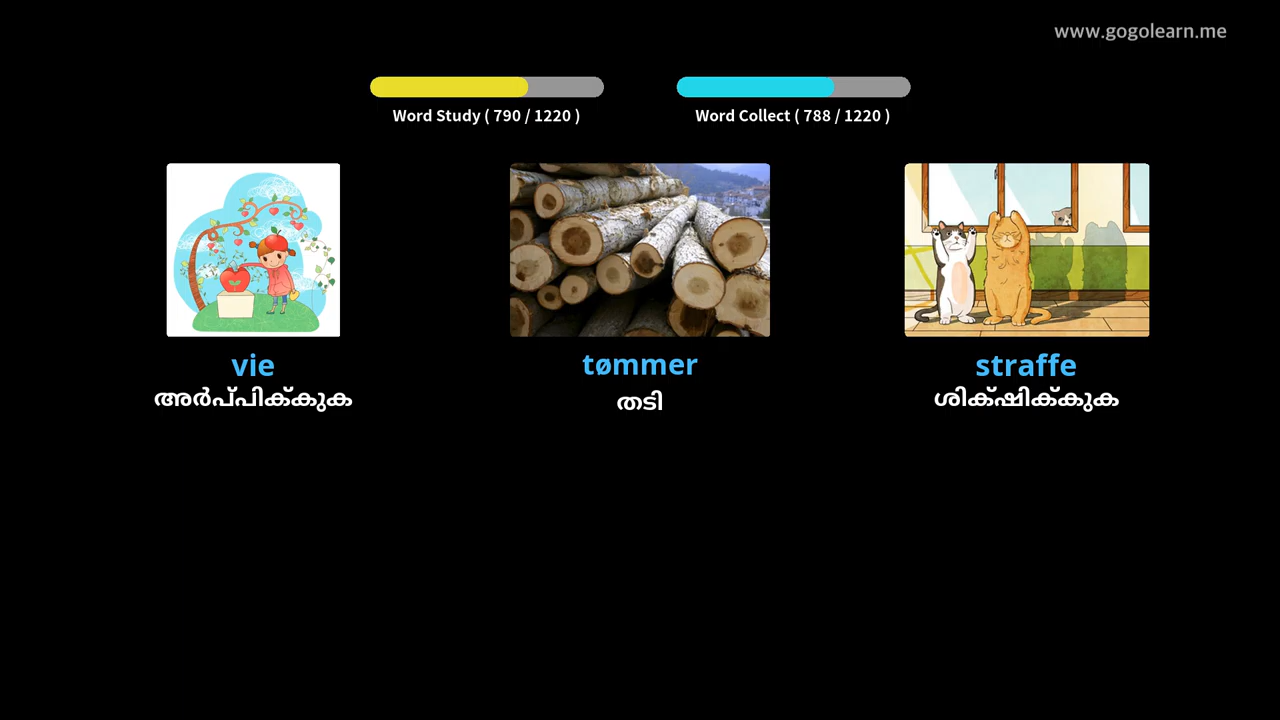 www.gogolearn.me
Word Study ( 790 / 1220 )
Word Collect ( 788 / 1220 )
vie
tømmer
straffe
അർപ്പിക്കുക
തടി
ശിക്ഷിക്കുക